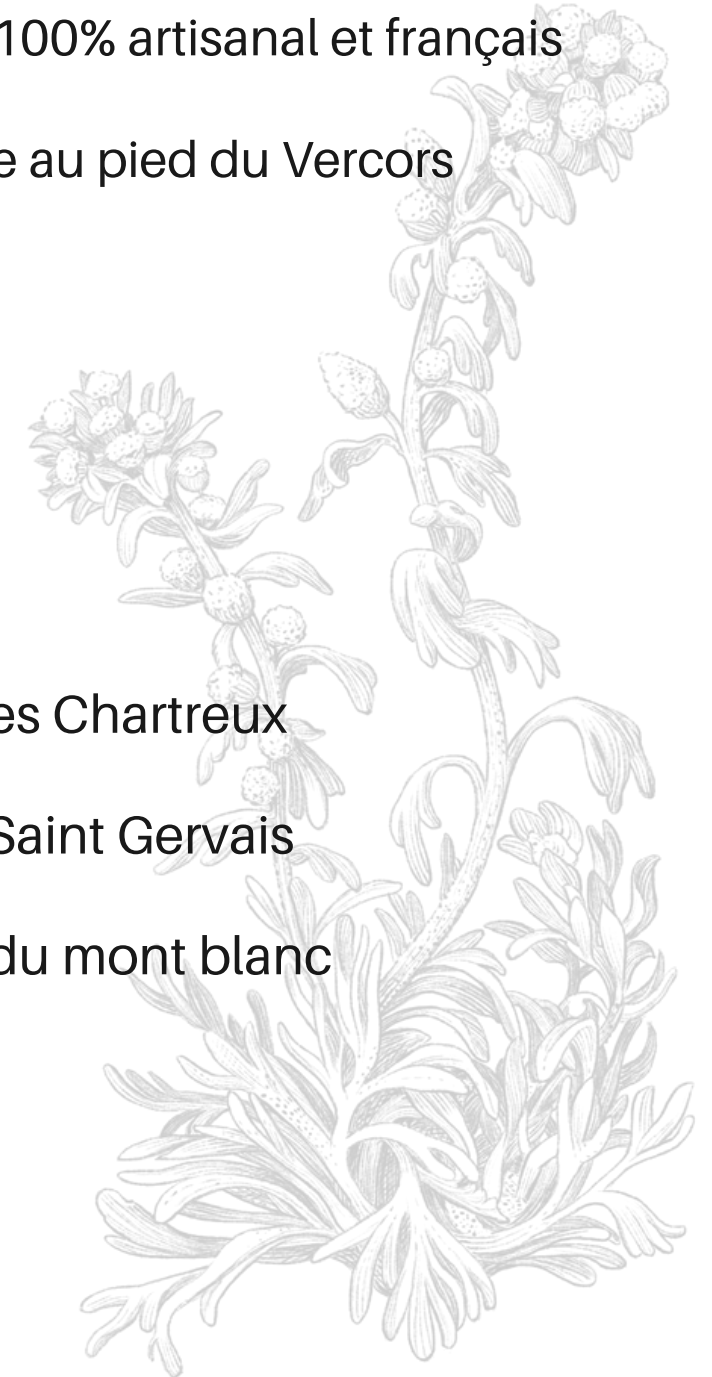 100% artisanal et français
e au pied du Vercors
es Chartreux
Saint Gervais
du mont blanc